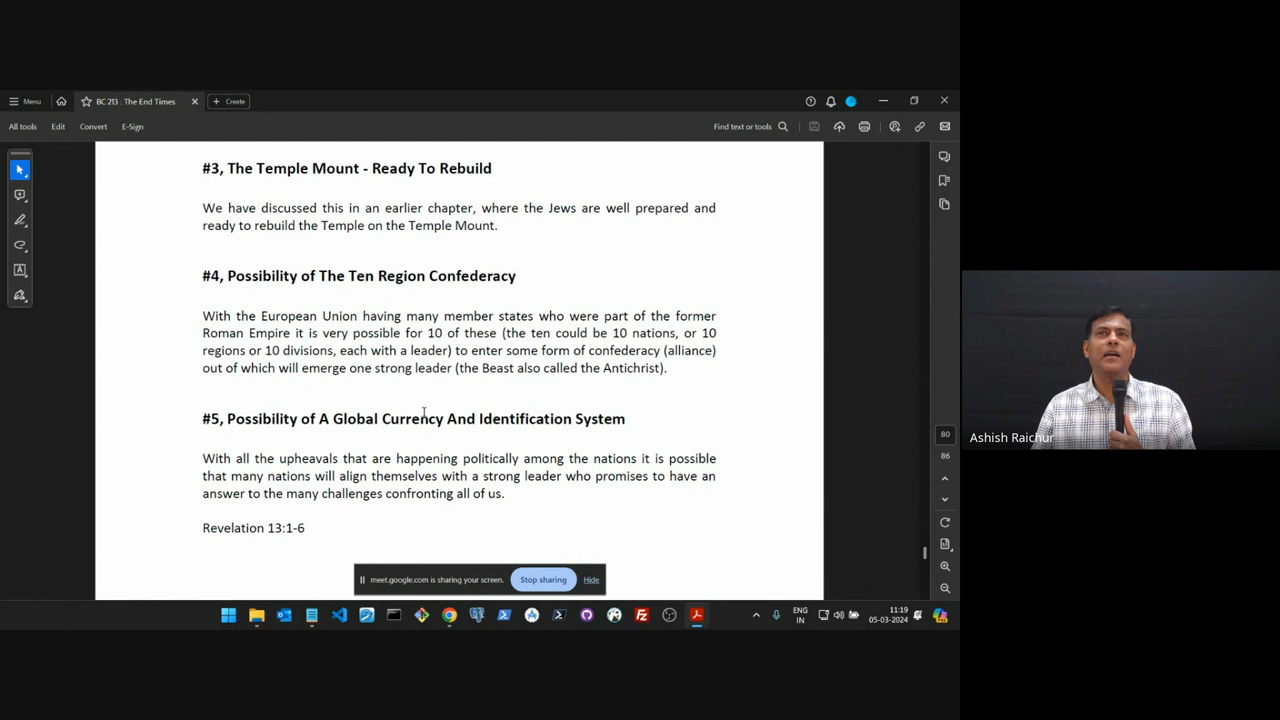 Menu
BC 213 : The End Times
Create
All tools
Edit
Convert
E-Sign
Find text or tools
#3, The Temple Mount - Ready To Rebuild
We have discussed this in an earlier chapter, where the Jews are well prepared and
ready to rebuild the Temple on the Temple Mount.
#4, Possibility of The Ten Region Confederacy
With the European Union having many member states who were part of the former
Roman Empire it is very possible for 10 of these (the ten could be 10 nations, or 10
regions or 10 divisions, each with a leader) to enter some form of confederacy (alliance)
out of which will emerge one strong leader (the Beast also called the Antichrist).
#5, Possibility of A Global Currency And Identification System
With all the upheavals that are happening politically among the nations it is possible
that many nations will align themselves with a strong leader who promises to have an
answer to the many challenges confronting all of us.
Revelation 13:1-6
80
86
meet.google.com is sharing your screen.
Stop sharing
Hide
ENG
IN
11:19
05-03-2024
Ashish Raichur